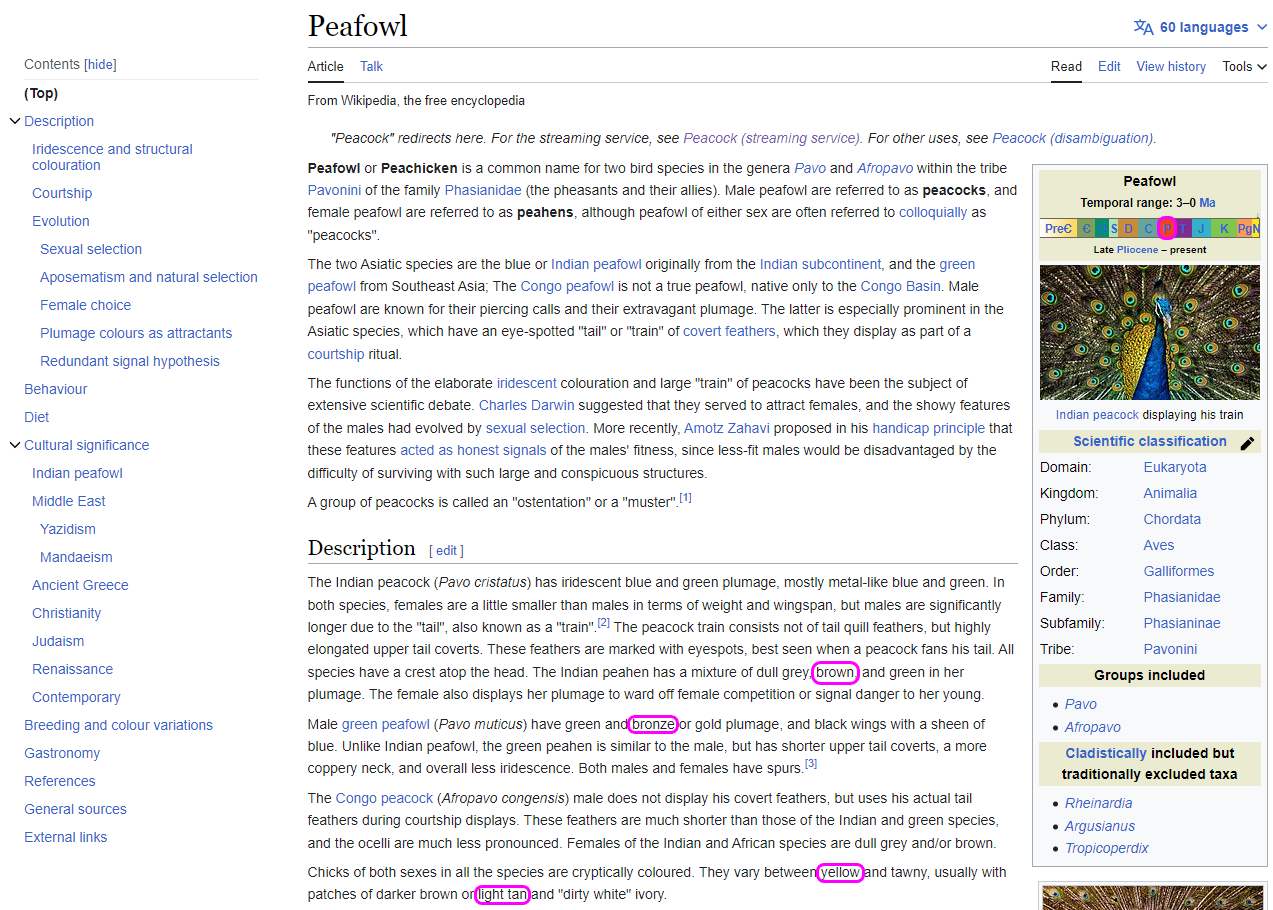 Peafowl
60 languages
Contents [hide]
(Top)
Description
Iridescence and structural
colouration
Courtship
Evolution
Sexual selection
Aposematism and natural selection
Female choice
Plumage colours as attractants
Redundant signal hypothesis
Behaviour
Diet
Cultural significance
Indian peafowl
Middle East
Yazidism
Mandaeism
Ancient Greece
Christianity
Judaism
Renaissance
Contemporary
Breeding and colour variations
Gastronomy
References
General sources
External links
Article Talk
Read Edit View history Tools
From Wikipedia, the free encyclopedia
"Peacock" redirects here. For the streaming service, see Peacock (streaming service). For other uses, see Peacock (disambiguation).
Peafowl or Peachicken is a common name for two bird species in the genera Pavo and Afropavo within the tribe
Pavonini of the family Phasianidae (the pheasants and their allies). Male peafowl are referred to as peacocks, and
female peafowl are referred to as peahens, although peafowl of either sex are often referred to colloquially as
"peacocks".
The two Asiatic species are the blue or Indian peafowl originally from the Indian subcontinent, and the green
peafowl from Southeast Asia; The Congo peafowl is not a true peafowl, native only to the Congo Basin. Male
peafowl are known for their piercing calls and their extravagant plumage. The latter is especially prominent in the
Asiatic species, which have an eye-spotted "tail" or "train" of covert feathers, which they display as part of a
courtship ritual.
The functions of the elaborate iridescent colouration and large "train" of peacocks have been the subject of
extensive scientific debate. Charles Darwin suggested that they served to attract females, and the showy features
of the males had evolved by sexual selection. More recently, Amotz Zahavi proposed in his handicap principle that
these features acted as honest signals of the males' fitness, since less-fit males would be disadvantaged by the
difficulty of surviving with such large and conspicuous structures.
A group of peacocks is called an "ostentation" or a "muster".[1]
Description [ edit ]
The Indian peacock (Pavo cristatus) has iridescent blue and green plumage, mostly metal-like blue and green. In
both species, females are a little smaller than males in terms of weight and wingspan, but males are significantly
longer due to the "tail", also known as a "train".[2] The peacock train consists not of tail quill feathers, but highly
elongated upper tail coverts. These feathers are marked with eyespots, best seen when a peacock fans his tail. All
species have a crest atop the head. The Indian peahen has a mixture of dull grey, brown, and green in her
plumage. The female also displays her plumage to ward off female competition or signal danger to her young.
Male green peafowl (Pavo muticus) have green and bronze or gold plumage, and black wings with a sheen of
blue. Unlike Indian peafowl, the green peahen is similar to the male, but has shorter upper tail coverts, a more
coppery neck, and overall less iridescence. Both males and females have spurs.[3]
The Congo peacock (Afropavo congensis) male does not display his covert feathers, but uses his actual tail
feathers during courtship displays. These feathers are much shorter than those of the Indian and green species,
and the ocelli are much less pronounced. Females of the Indian and African species are dull grey and/or brown.
Chicks of both sexes in all the species are cryptically coloured. They vary between yellow and tawny, usually with
patches of darker brown or light tan and "dirty white" ivory.
Peafowl
Temporal range: 3–0 Ma
PreꞒ Ꞓ S D C P T J K PgN
Late Pliocene – present
Indian peacock displaying his train
Scientific classification
Domain: Eukaryota
Kingdom: Animalia
Phylum: Chordata
Class: Aves
Order: Galliformes
Family: Phasianidae
Subfamily: Phasianinae
Tribe: Pavonini
Groups included
Pavo
Afropavo
Cladistically included but
traditionally excluded taxa
Rheinardia
Argusianus
Tropicoperdix